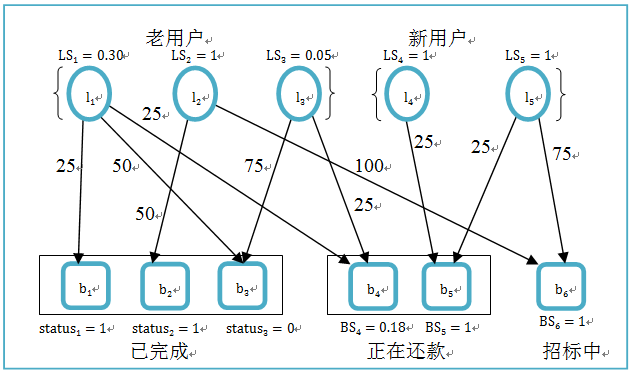 老用户 新用户
LS₁ = 0.30 LS₂ = 1 LS₃ = 0.05 LS₄ = 1 LS₅ = 1
l₁ l₂ l₃ l₄ l₅
25
25 50 75 100 25 25 75
50 25
b₁ b₂ b₃ b₄ b₅ b₆
status₁ = 1 status₂ = 1 status₃ = 0 BS₄ = 0.18 BS₅ = 1 BS₆ = 1
已完成 正在还款 招标中